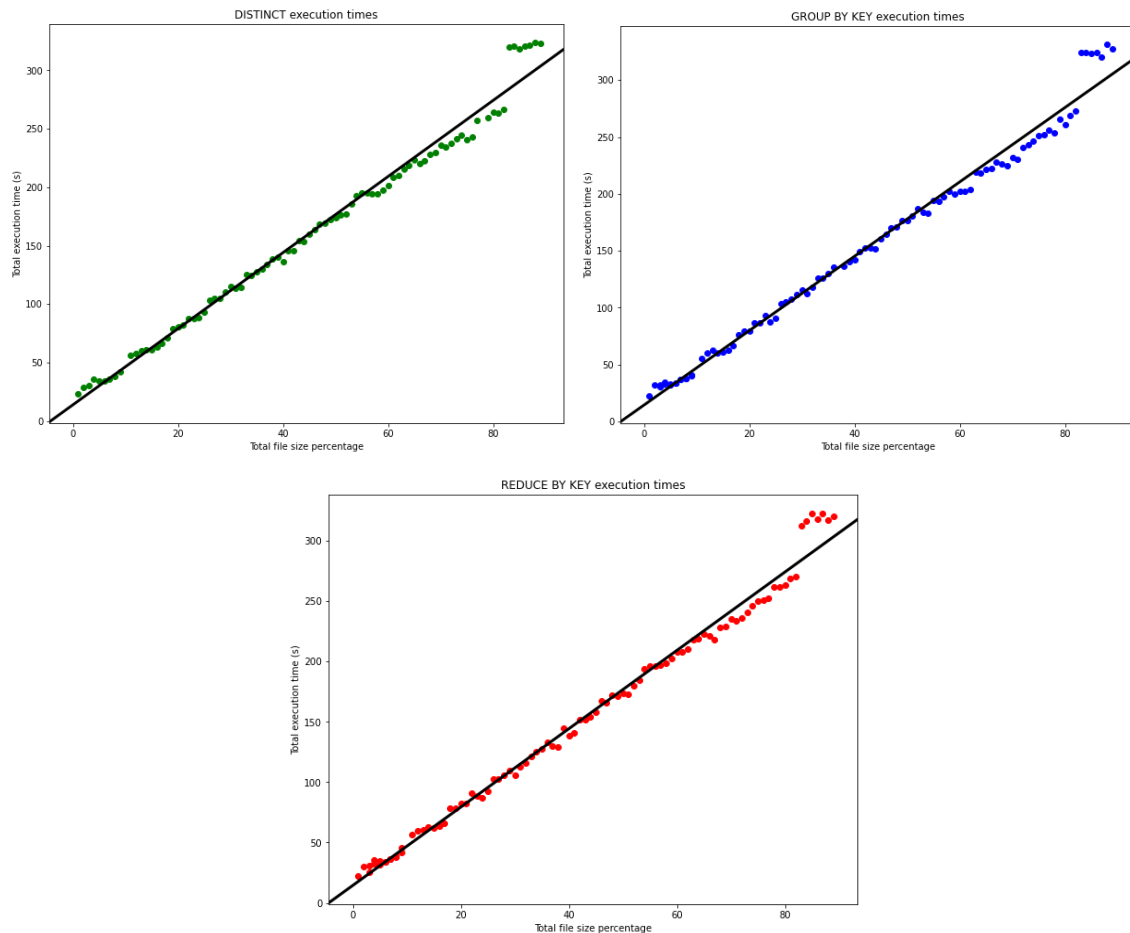 DISTINCT execution times
300
250
200
150
100
50
0
Total execution time (s)
0 20 40 60 80
Total file size percentage
GROUP BY KEY execution times
300
250
200
150
100
50
0
Total execution time (s)
0 20 40 60 80
Total file size percentage
REDUCE BY KEY execution times
300
250
200
150
100
50
0
Total execution time (s)
0 20 40 60 80
Total file size percentage